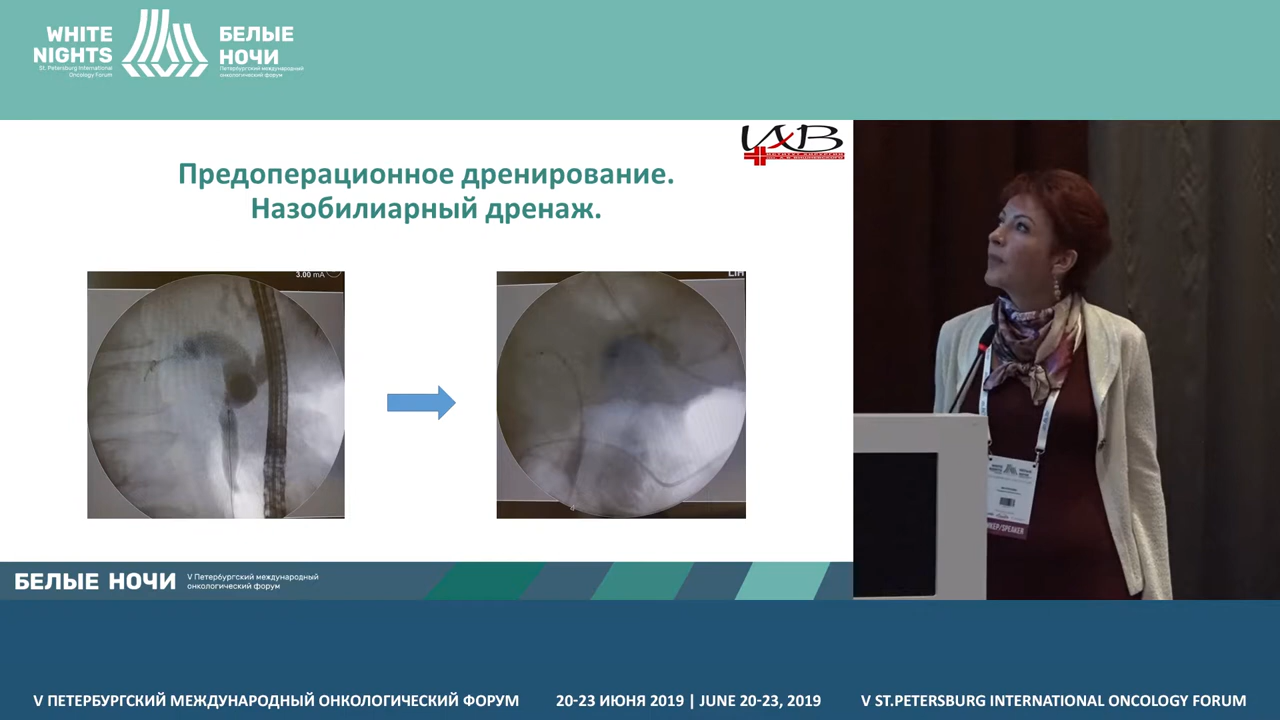 WHITE
NIGHTS
St. Petersburg International
Oncology Forum
БЕЛЫЕ
НОЧИ
Петербургский международный
онкологический форум
Предоперационное дренирование.
Назобилиарный дренаж.
3.00 mA
БЕЛЫЕ НОЧИ
V Петербургский международный
онкологический форум
V ПЕТЕРБУРГСКИЙ МЕЖДУНАРОДНЫЙ ОНКОЛОГИЧЕСКИЙ ФОРУМ
20-23 ИЮНЯ 2019 | JUNE 20-23, 2019
V ST.PETERSBURG INTERNATIONAL ONCOLOGY FORUM